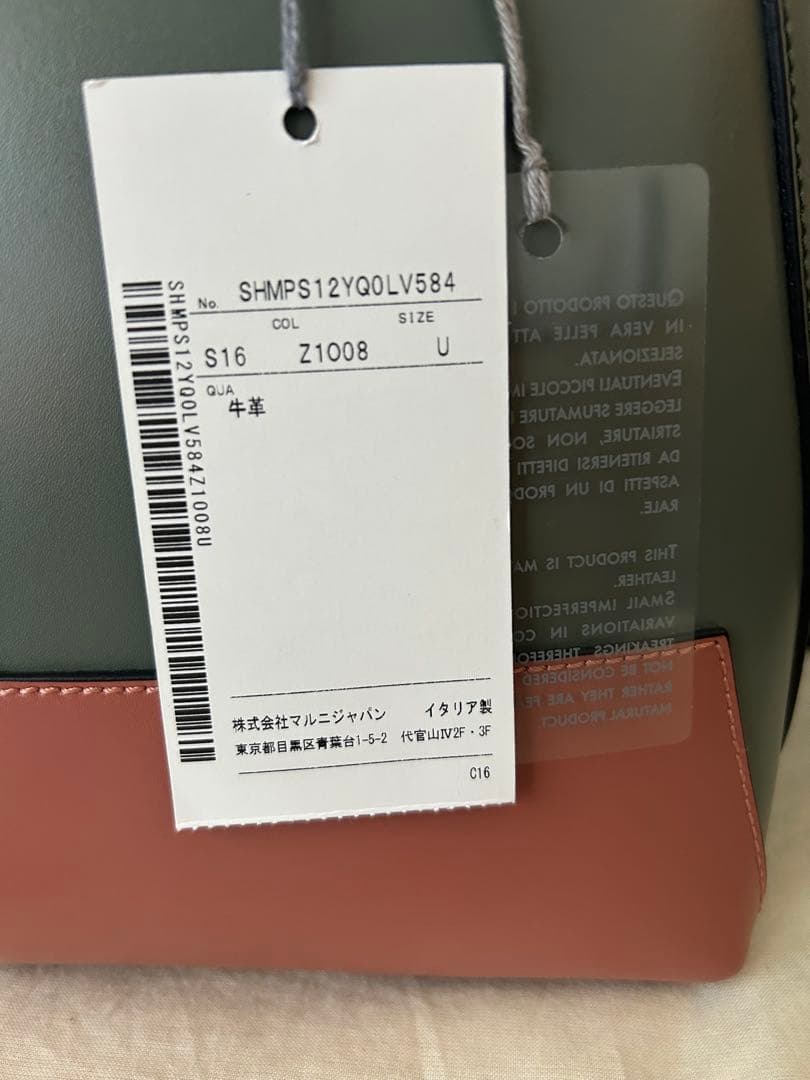 No. SHMPS12YQ0LV584
COL SIZE
S16 Z1008 U
QUA
牛革
SHMPS12YQ0LV584Z1008U
株式会社マルニジャパン イタリア製
東京都目黒区青葉台1-5-2 代官山Ⅳ2F・3F
C16
QUESTO PRODOTTO
IN VERA PELLE
SELEZIONATA.
EVENTUALI PICCOLE
LEGGERE SFUMATURE
STRIATURE, NON
DA RITENERSI DIFETTI
ASPETTI DI UN
RALE.
THIS PRODUCT IS
LEATHER.
SMALL
VARIATIONS IN
NOT BE CONSIDERED
RATHER THEY ARE
NATURAL PRODUCT